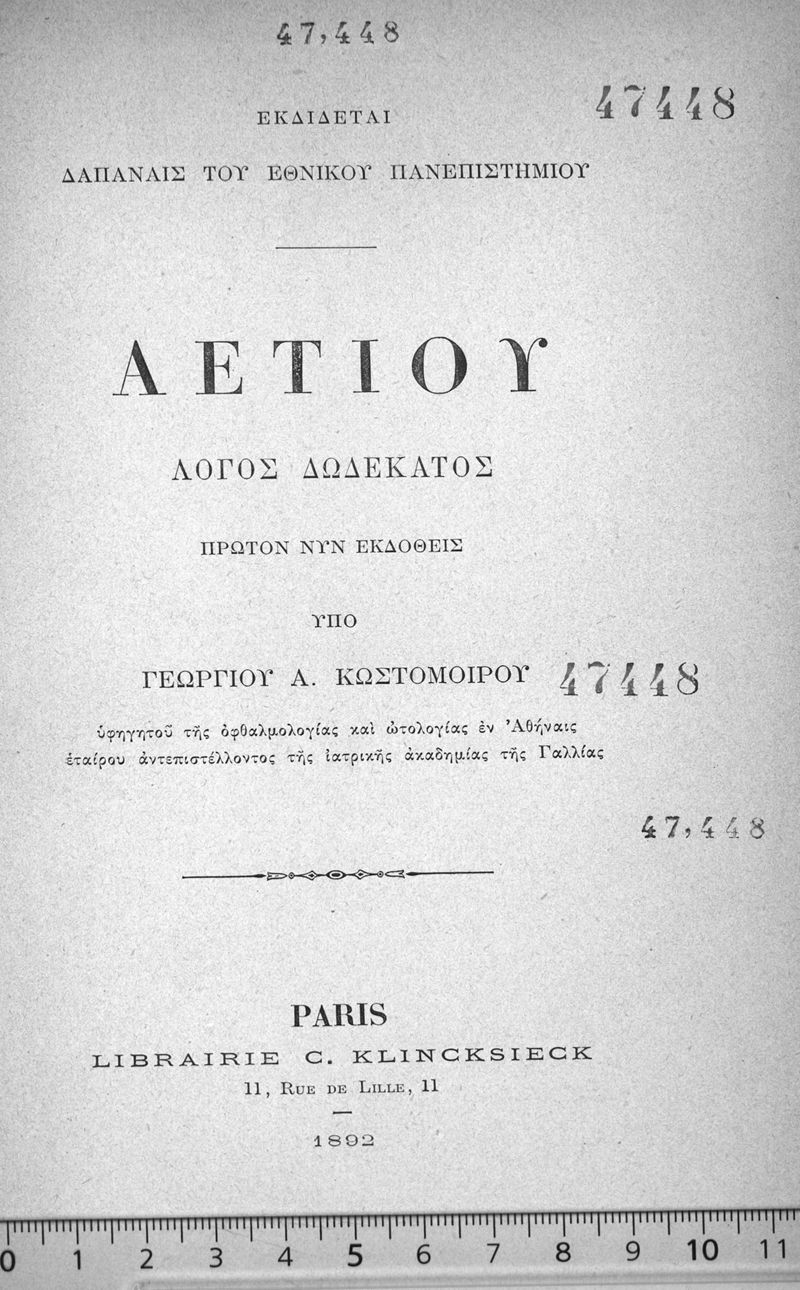 47,448
47448
ΕΚΔΙΔΕΤΑΙ
ΔΑΠΑΝΑΙΣ ΤΟΥ ΕΘΝΙΚΟΥ ΠΑΝΕΠΙΣΤΗΜΙΟΥ
ΑΕΤΙΟΥ
ΛΟΓΟΣ ΔΩΔΕΚΑΤΟΣ
ΠΡΩΤΟΝ ΝΥΝ ΕΚΔΟΘΕΙΣ
ΥΠΟ
ΓΕΩΡΓΙΟΥ Α. ΚΩΣΤΟΜΟΙΡΟΥ 47448
ὑφηγητοῦ τῆς ὀφθαλμολογίας καὶ ὠτολογίας ἐν Ἀθήναις
ἑταίρου ἀντεπιστέλλοντος τῆς ἰατρικῆς ἀκαδημίας τῆς Γαλλίας
47,448
PARIS
LIBRAIRIE C. KLINCKSIECK
11, RUE DE LILLE, 11
1892
0 1 2 3 4 5 6 7 8 9 10 11